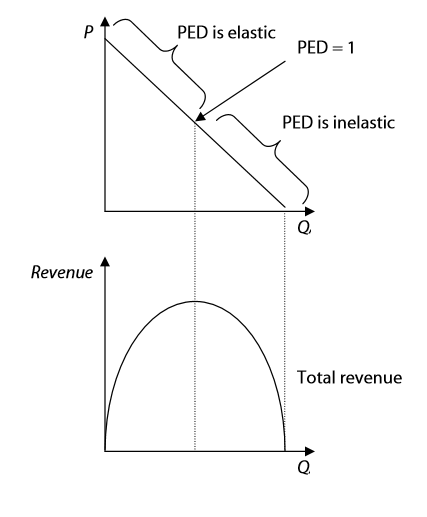 P
PED is elastic
PED = 1
PED is inelastic
Q
Revenue
Total revenue
Q